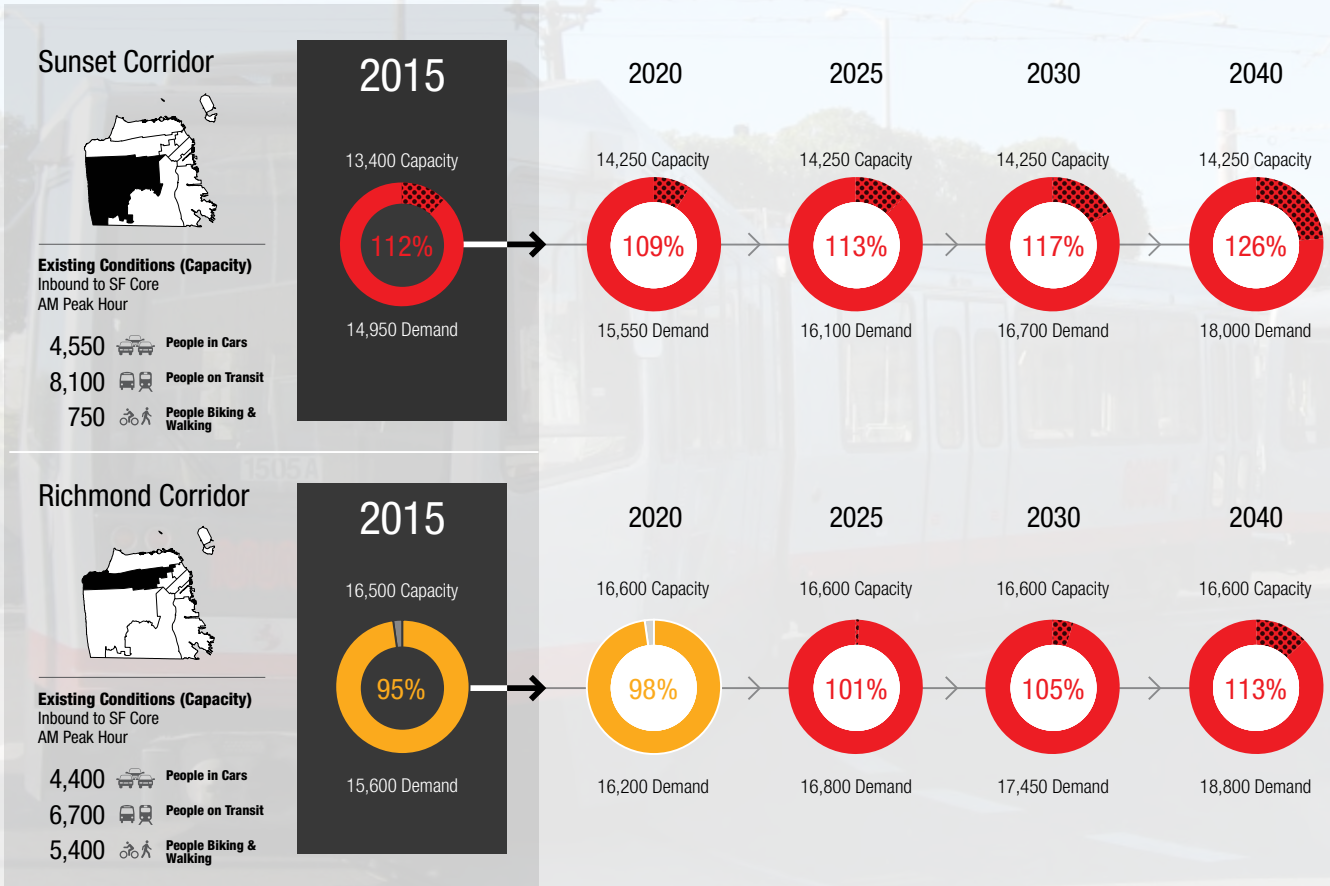 Sunset Corridor
Existing Conditions (Capacity)
Inbound to SF Core
AM Peak Hour
4,550 People in Cars
8,100 People on Transit
750 People Biking &
Walking
2015
13,400 Capacity
112%
14,950 Demand
2020
14,250 Capacity
109%
15,550 Demand
2025
14,250 Capacity
113%
16,100 Demand
2030
14,250 Capacity
117%
16,700 Demand
2040
14,250 Capacity
126%
18,000 Demand
1505A
Richmond Corridor
Existing Conditions (Capacity)
Inbound to SF Core
AM Peak Hour
4,400 People in Cars
6,700 People on Transit
5,400 People Biking &
Walking
2015
16,500 Capacity
95%
15,600 Demand
2020
16,600 Capacity
98%
16,200 Demand
2025
16,600 Capacity
101%
16,800 Demand
2030
16,600 Capacity
105%
17,450 Demand
2040
16,600 Capacity
113%
18,800 Demand